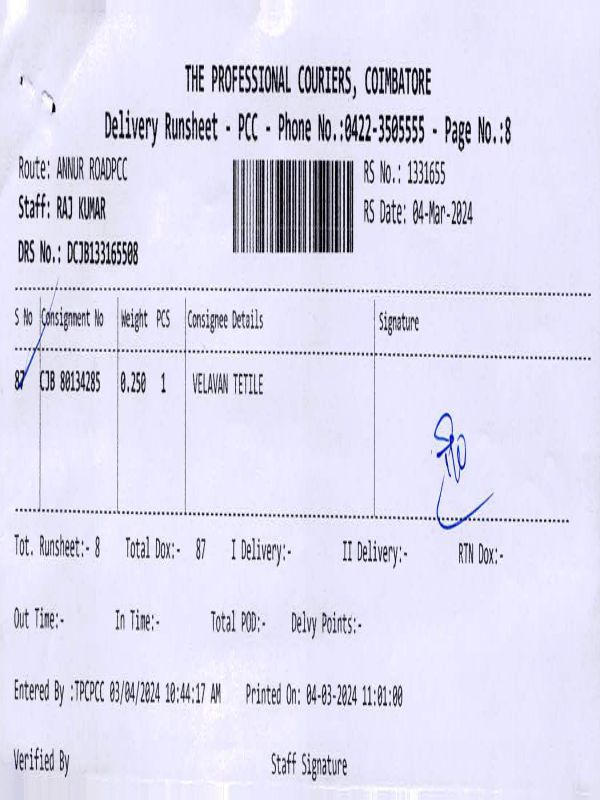 THE PROFESSIONAL COURIERS, COIMBATORE
Delivery Runsheet - PCC - Phone No.:0422-3505555 - Page No.:8
Route: ANNUR ROADPCC RS No.: 1331655
Staff: RAJ KUMAR RS Date: 04-Mar-2024
DRS No.: DCJB133165508
S No Consignment No Weight PCS Consignee Details Signature
87 CJB 80134285 0.250 1 VELAVAN TETILE
Tot. Runsheet:- 8 Total Dox:- 87 I Delivery:- II Delivery:- RTN Dox:-
Out Time:- In Time:- Total POD:- Delvy Points:-
Entered By :TPCPCC 03/04/2024 10:44:17 AM Printed On: 04-03-2024 11:01:00
Verified By Staff Signature